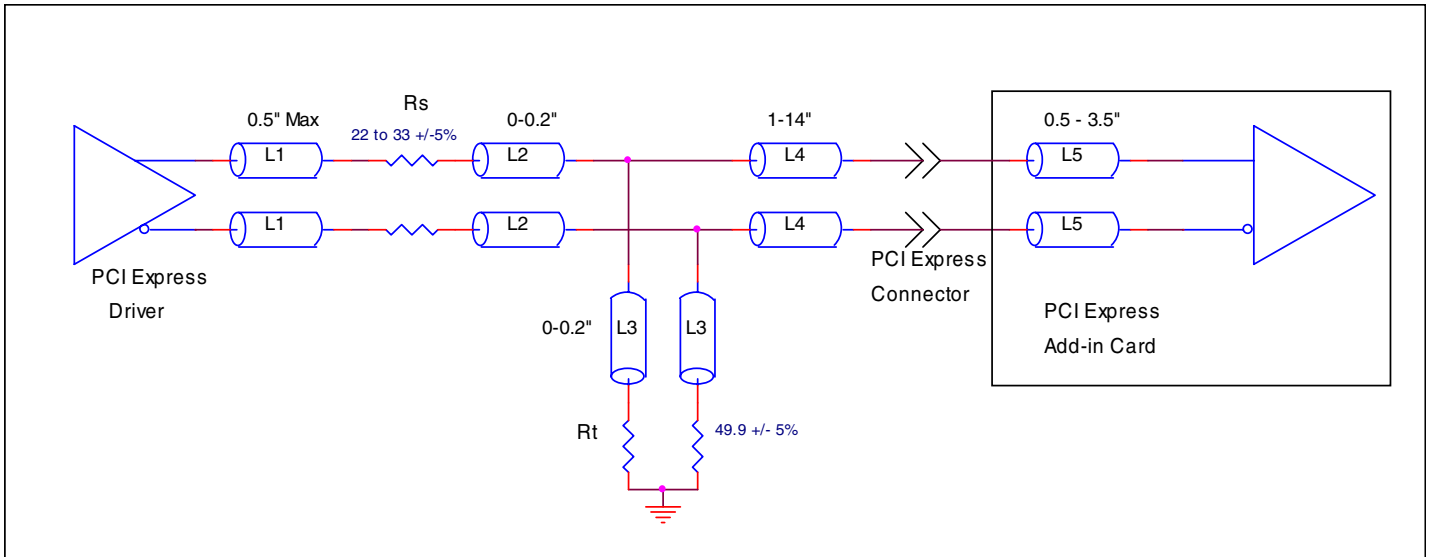 Rs
0.5" Max
22 to 33 +/-5%
0-0.2"
1-14"
0.5 - 3.5"
L1
L2
L4
L5
L1
L2
L4
L5
PCI Express
Driver
PCI Express
Connector
0-0.2"
L3
L3
PCI Express
Add-in Card
Rt
49.9 +/- 5%